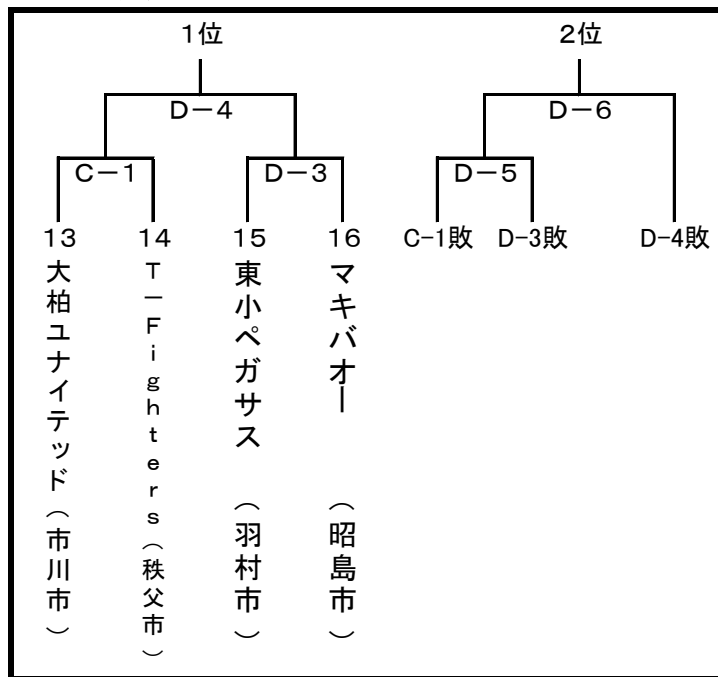 1位
2位
D－4
D－6
C－1
D－3
D－5
13
14
15
16
C-1敗
D-3敗
D-4敗
大柏ユナイテッド（市川市）
T－Fighters（秩父市）
東小ペガサス（羽村市）
マキバオー（昭島市）